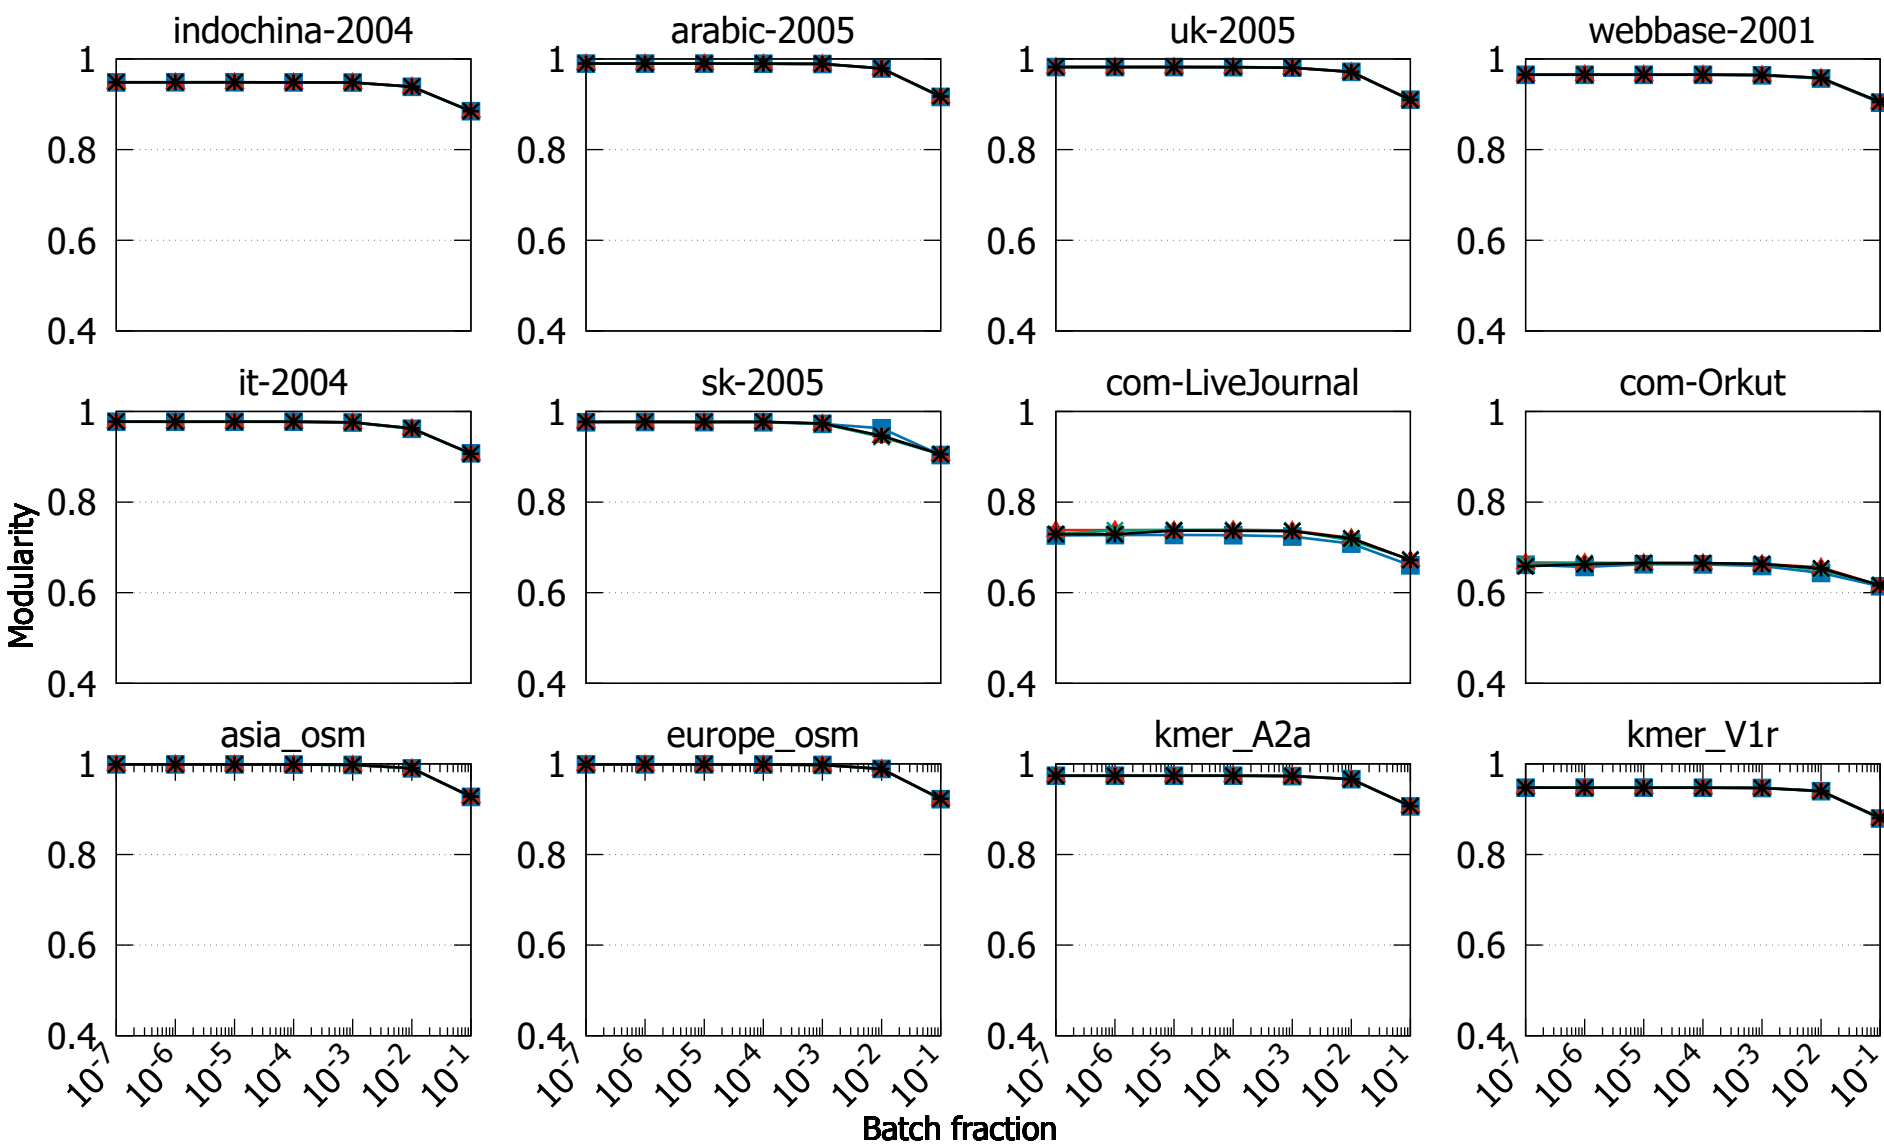 indochina-2004 arabic-2005 uk-2005 webbase-2001
1 1 1 1
0.8 0.8 0.8 0.8
0.6 0.6 0.6 0.6
0.4 0.4 0.4 0.4
it-2004 sk-2005 com-LiveJournal com-Orkut
1 1 1 1
0.8 0.8 0.8 0.8
0.6 0.6 0.6 0.6
0.4 0.4 0.4 0.4
Modularity
asia_osm europe_osm kmer_A2a kmer_V1r
1 1 1 1
0.8 0.8 0.8 0.8
0.6 0.6 0.6 0.6
0.4 0.4 0.4 0.4
10⁻⁷ 10⁻⁶ 10⁻⁵ 10⁻⁴ 10⁻³ 10⁻² 10⁻¹ 10⁻⁷ 10⁻⁶ 10⁻⁵ 10⁻⁴ 10⁻³ 10⁻² 10⁻¹ 10⁻⁷ 10⁻⁶ 10⁻⁵ 10⁻⁴ 10⁻³ 10⁻² 10⁻¹ 10⁻⁷ 10⁻⁶ 10⁻⁵ 10⁻⁴ 10⁻³ 10⁻² 10⁻¹
Batch fraction